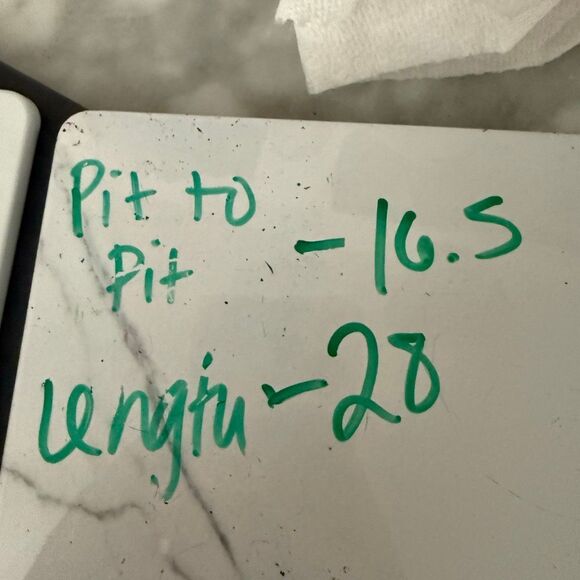 Pit to
Pit - 16.5
Length - 28